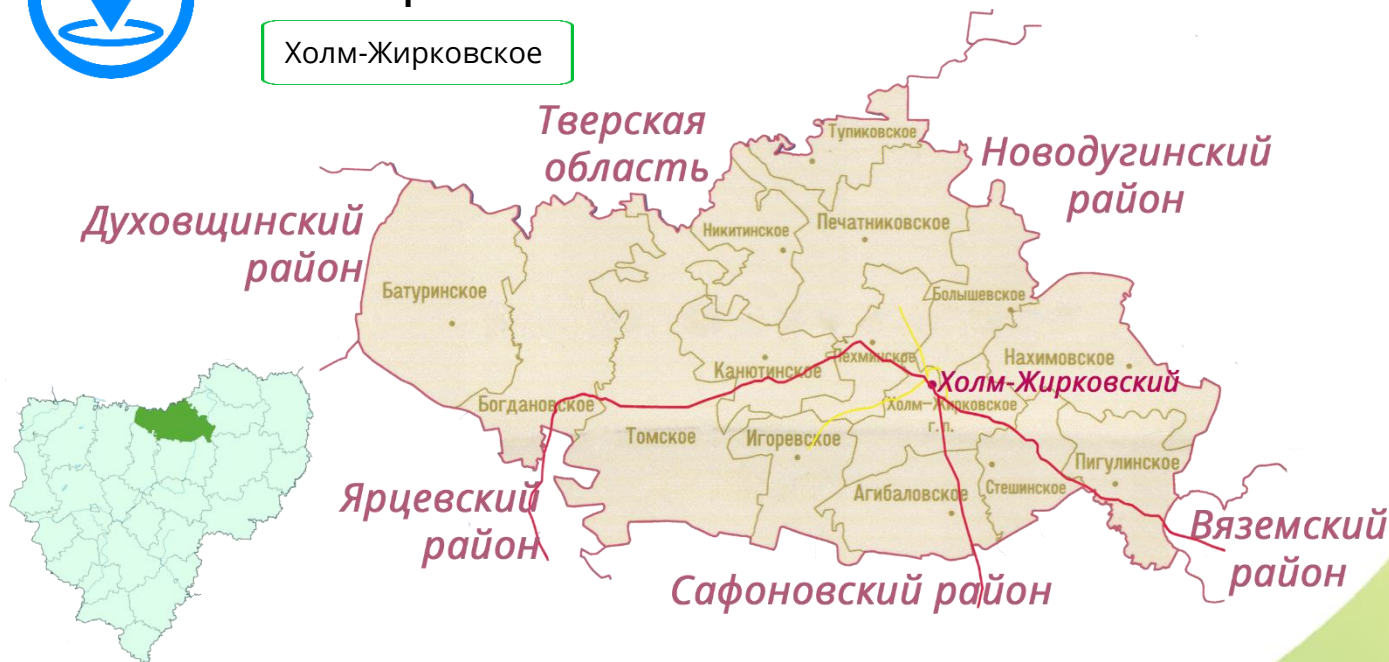 Холм-Жирковское
Тверская
область
Новодугинский
район
Духовщинский
район
Тупиковское
Печатниковское
Никитинское
Батуринское
Болышевское
Нахимовское
Пехминское
Канютинское
Холм-Жирковский
Богдановское
Холм-Жирковское
г.п.
Томское
Игоревское
Пигулинское
Агибаловское
Стешинское
Ярцевский
район
Вяземский
район
Сафоновский район